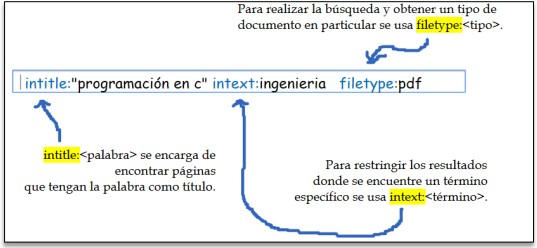 Para realizar la búsqueda y obtener un tipo de
documento en particular se usa filetype:<tipo>.
intitle:"programación en c" intext:ingenieria filetype:pdf
intitle:<palabra> se encarga de
encontrar páginas
que tengan la palabra como título.
Para restringir los resultados
donde se encuentre un término
específico se usa intext:<término>.